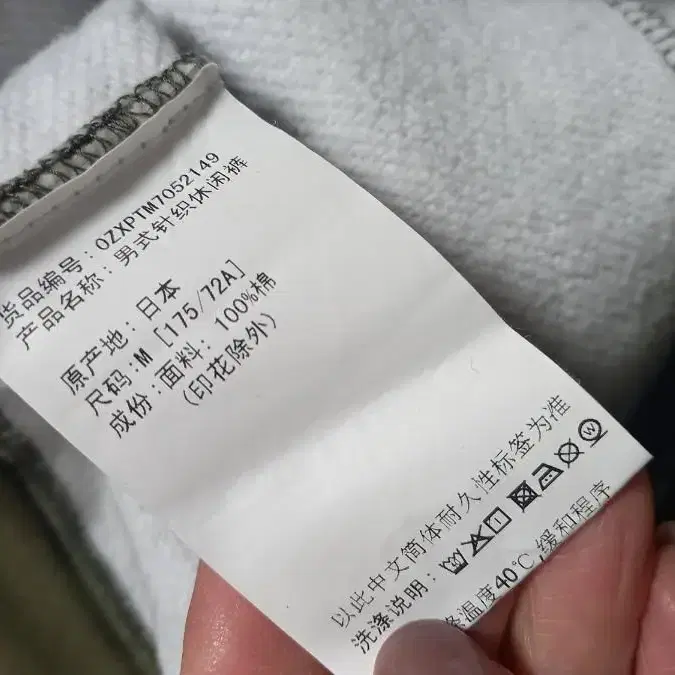 货品编号:0ZXPTM7052149
产品名称:男式针织休闲裤
原产地:日本
尺码:M [175/72A]
成份:面料: 100%棉
(印花除外)
以此中文简体耐久性标签为准
洗涤说明:
温度40℃,缓和程序